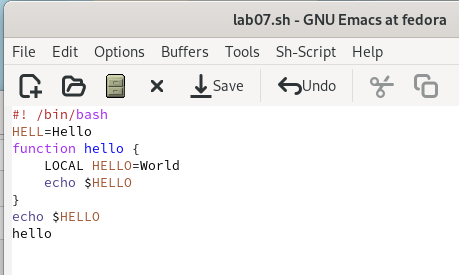 lab07.sh - GNU Emacs at fedora
File Edit Options Buffers Tools Sh-Script Help
Save Undo
#! /bin/bash
HELL=Hello
function hello {
    LOCAL HELLO=World
    echo $HELLO
}
echo $HELLO
hello